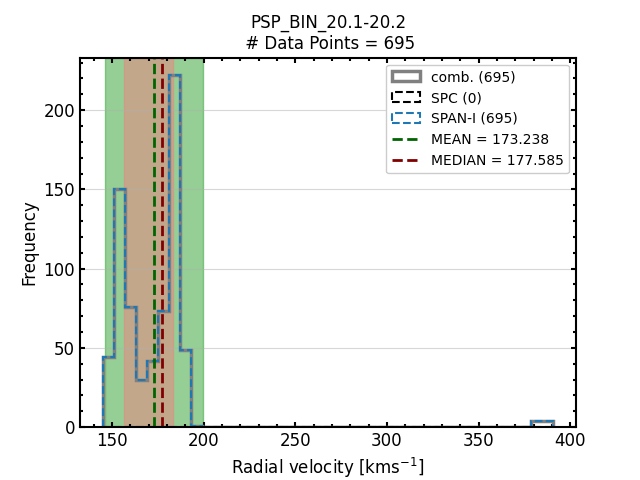 PSP_BIN_20.1-20.2
# Data Points = 695
comb. (695)
SPC (0)
SPAN-I (695)
MEAN = 173.238
MEDIAN = 177.585
Frequency
200
150
100
50
0
150 200 250 300 350 400
Radial velocity [kms⁻¹]